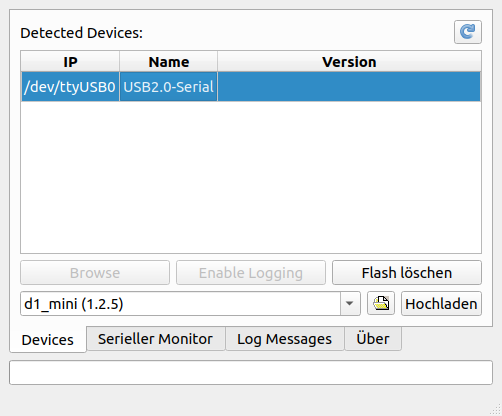 Detected Devices:
IP Name Version
/dev/ttyUSB0 USB2.0-Serial
Browse Enable Logging Flash löschen
d1_mini (1.2.5) Hochladen
Devices Serieller Monitor Log Messages Über